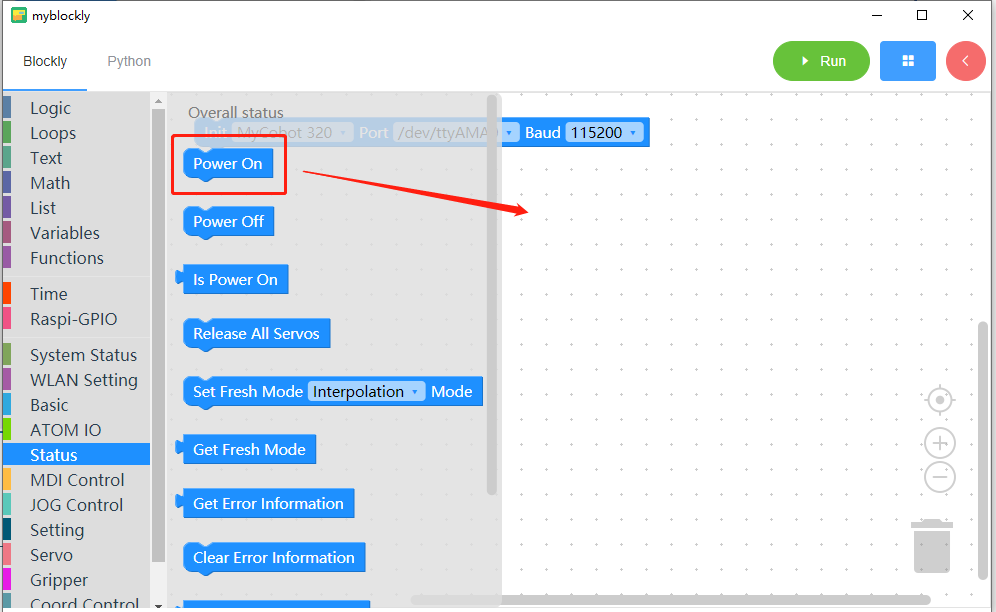 myblockly
Blockly
Python
Run
Logic
Loops
Text
Math
List
Variables
Functions
Time
Raspi-GPIO
System Status
WLAN Setting
Basic
ATOM IO
Status
MDI Control
JOG Control
Setting
Servo
Gripper
Coord Control
Overall status
Init MyCobot 320 Port /dev/ttyAMA0 Baud 115200
Power On
Power Off
Is Power On
Release All Servos
Set Fresh Mode Interpolation Mode
Get Fresh Mode
Get Error Information
Clear Error Information